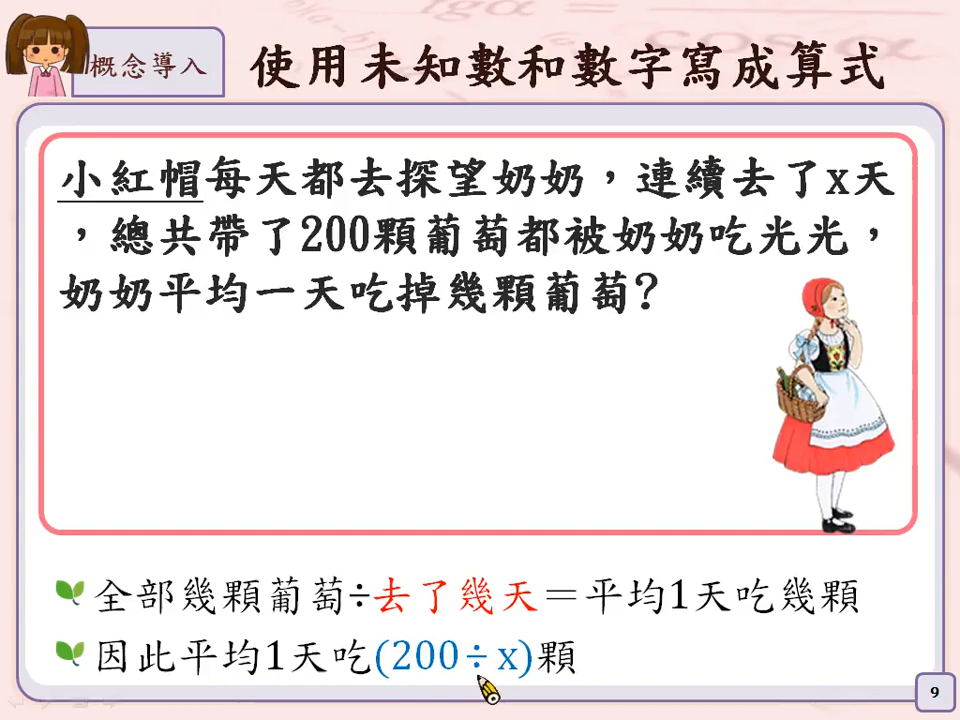 概念導入
使用未知數和數字寫成算式
小紅帽每天都去探望奶奶，連續去了x天
，總共帶了200顆葡萄都被奶奶吃光光，
奶奶平均一天吃掉幾顆葡萄?
全部幾顆葡萄÷去了幾天＝平均1天吃幾顆
因此平均1天吃(200÷x)顆
9